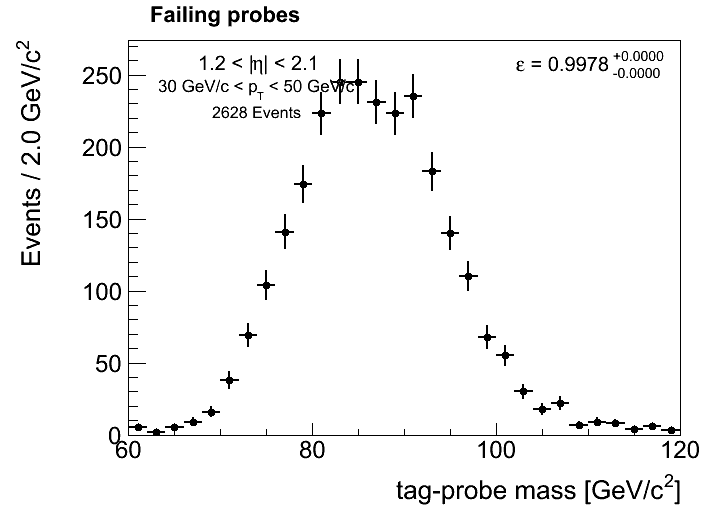 Failing probes
1.2 < |η| < 2.1
30 GeV/c < pT < 50 GeV/c
2628 Events
ε = 0.9978 +0.0000 -0.0000
Events / 2.0 GeV/c²
250
200
150
100
50
0
60 80 100 120
tag-probe mass [GeV/c²]